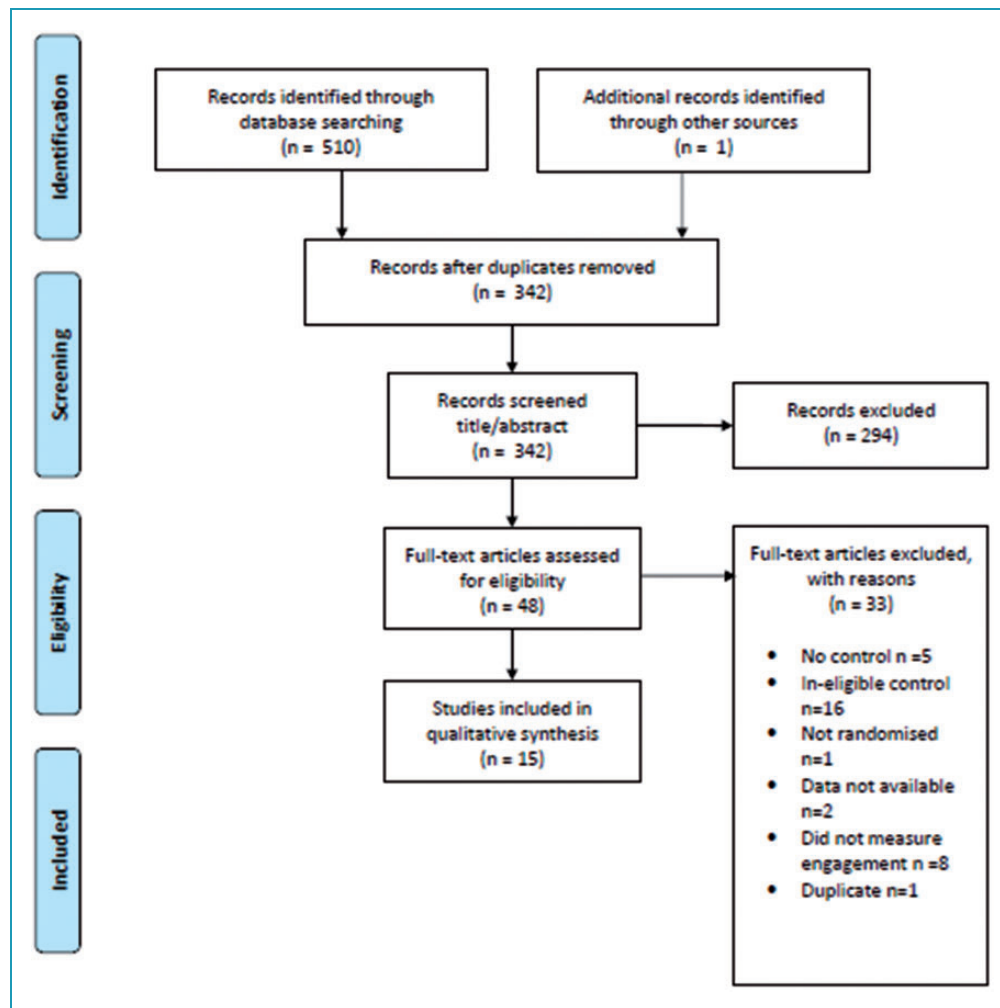 Identification
Records identified through
database searching
(n = 510)
Additional records identified
through other sources
(n = 1)
Records after duplicates removed
(n = 342)
Screening
Records screened
title/abstract
(n = 342)
Records excluded
(n = 294)
Eligibility
Full-text articles assessed
for eligibility
(n = 48)
Full-text articles excluded,
with reasons
(n = 33)
• No control n =5
• In-eligible control
n=16
• Not randomised
n=1
• Data not available
n=2
• Did not measure
engagement n =8
• Duplicate n=1
Studies included in
qualitative synthesis
(n = 15)
Included